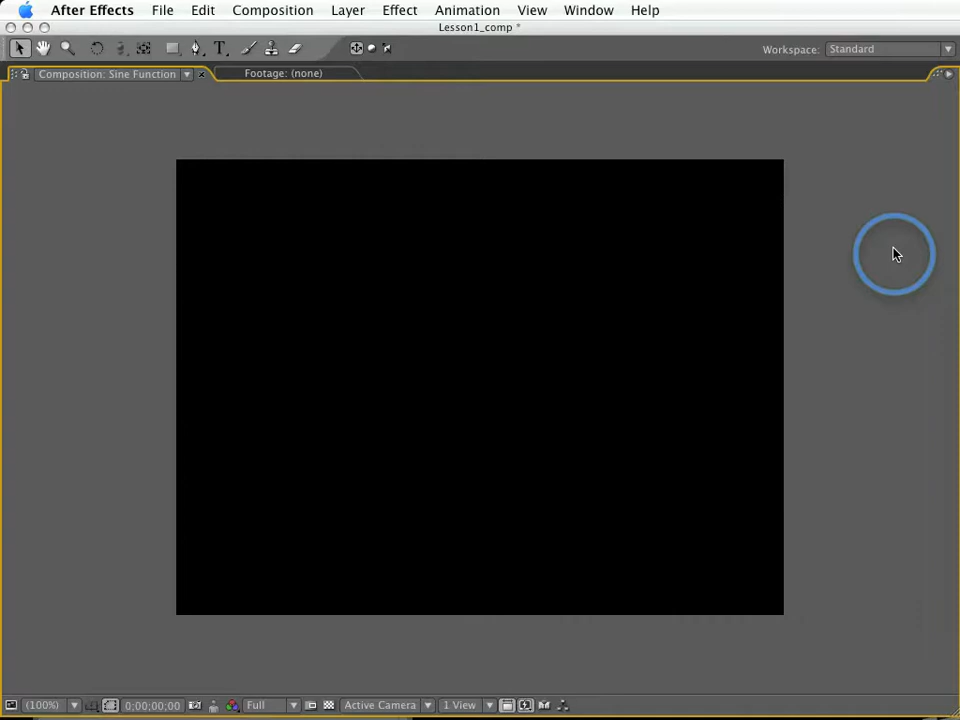 After Effects File Edit Composition Layer Effect Animation View Window Help
Lesson1_comp *
T Workspace: Standard
Composition: Sine Function Footage: (none)
(100%) 0;00;00;00 Full Active Camera 1 View